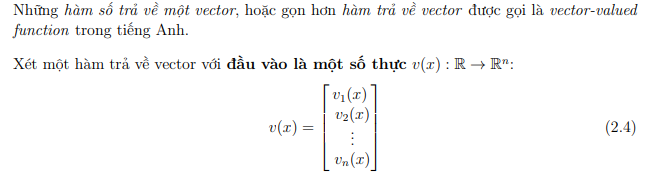 Những hàm số trả về một vector, hoặc gọn hơn hàm trả về vector được gọi là vector-valued
function trong tiếng Anh.
Xét một hàm trả về vector với đầu vào là một số thực v(x) : ℝ → ℝⁿ:
v(x) = [v₁(x)
v₂(x)
⋮
vₙ(x)] (2.4)